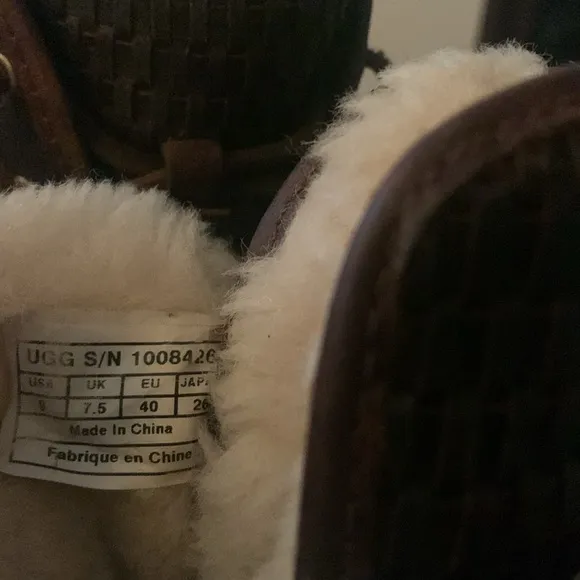 UGG S/N 1008426
USA UK EU JAPA
9 7.5 40 26
Made In China
Fabrique en Chine